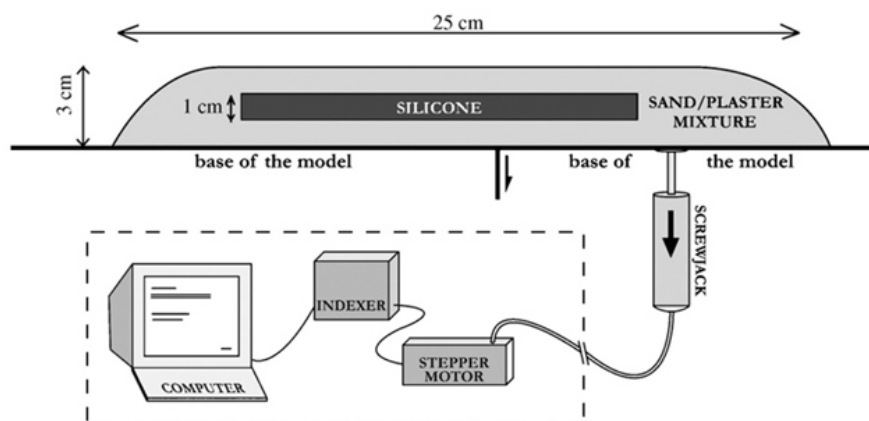 25 cm
3 cm
1 cm
SILICONE
SAND/PLASTER
MIXTURE
base of the model
base of
the model
SCREWJACK
INDEXER
STEPPER
MOTOR
COMPUTER